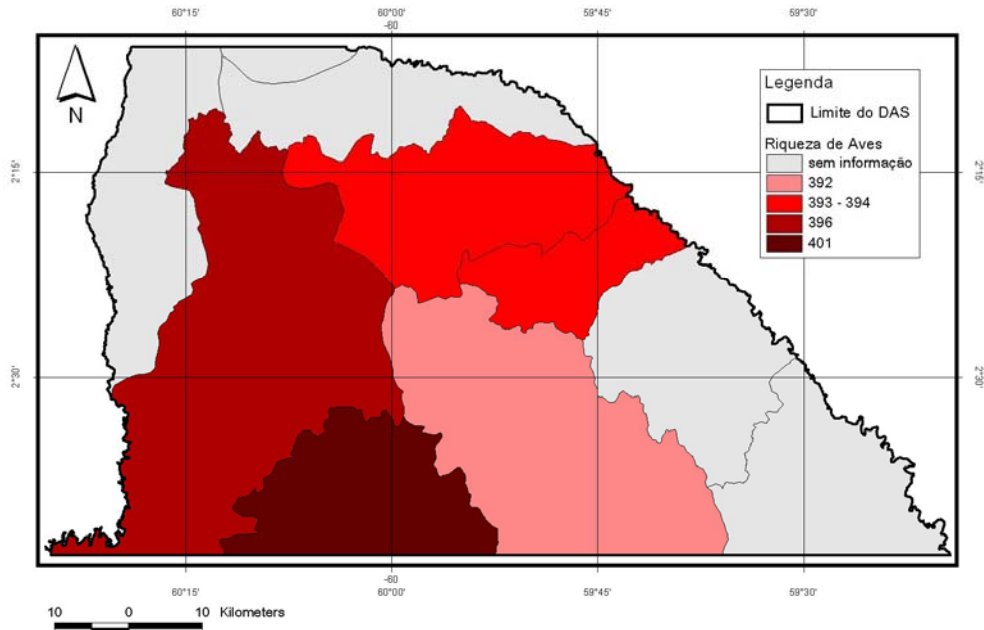 60°15' 60°00' 59°45' 59°30'
-60
N
Legenda
Limite do DAS
Riqueza de Aves
sem informação
392
393 - 394
396
401
2°15' 2°15'
2°30' 2°30'
-60
60°15' 60°00' 59°45' 59°30'
10 0 10 Kilometers